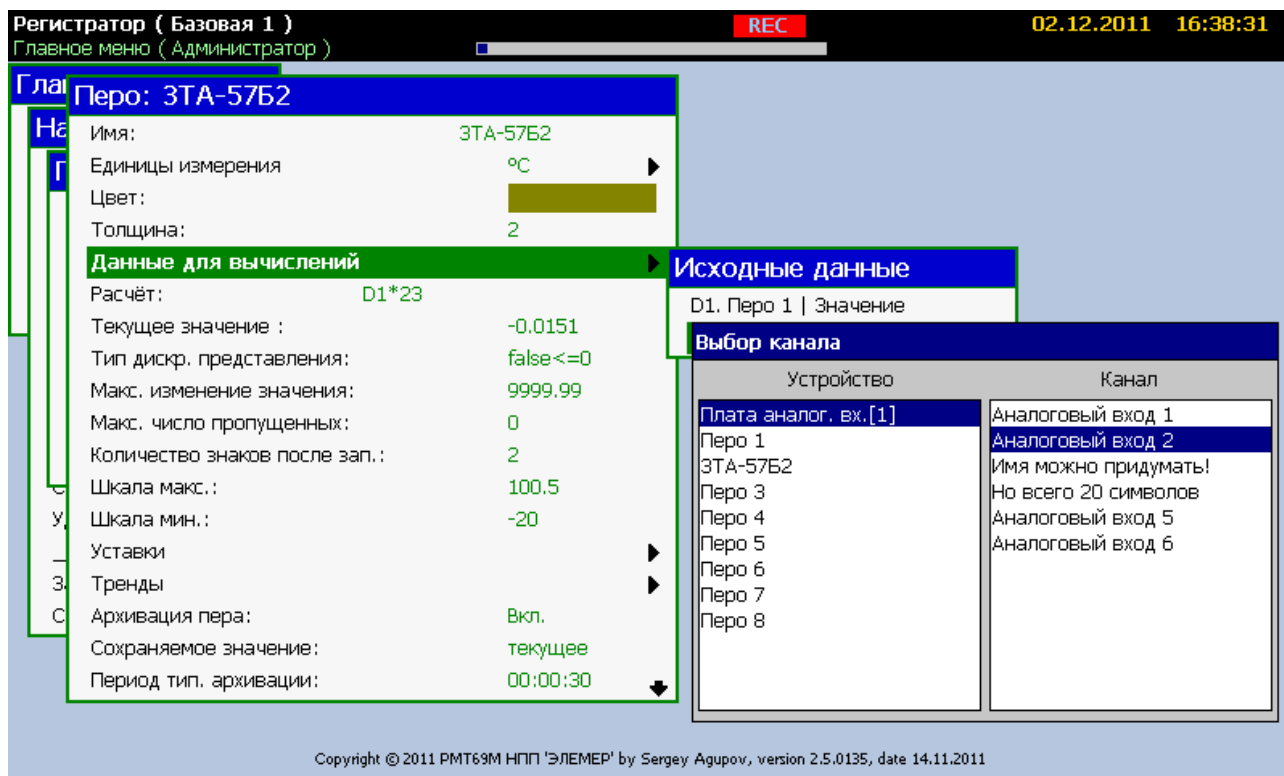 Регистратор ( Базовая 1 ) REC 02.12.2011 16:38:31
Главное меню ( Администратор )
Глав
На
П
Перо: ЗТА-57Б2
Имя: ЗТА-57Б2
Единицы измерения °C
Цвет:
Толщина: 2
Данные для вычислений
Расчёт: D1*23
Текущее значение : -0.0151
Тип дискр. представления: false<=0
Макс. изменение значения: 9999.99
Макс. число пропущенных: 0
Количество знаков после зап.: 2
Шкала макс.: 100.5
Шкала мин.: -20
Уставки
Тренды
Архивация пера: Вкл.
Сохраняемое значение: текущее
Период тип. архивации: 00:00:30
Исходные данные
D1. Перо 1 | Значение
Выбор канала
Устройство
Плата аналог. вх.[1]
Перо 1
ЗТА-57Б2
Перо 3
Перо 4
Перо 5
Перо 6
Перо 7
Перо 8
Канал
Аналоговый вход 1
Аналоговый вход 2
Имя можно придумать!
Но всего 20 символов
Аналоговый вход 5
Аналоговый вход 6
Copyright © 2011 РМТ69М НПП 'ЭЛЕМЕР' by Sergey Agupov, version 2.5.0135, date 14.11.2011